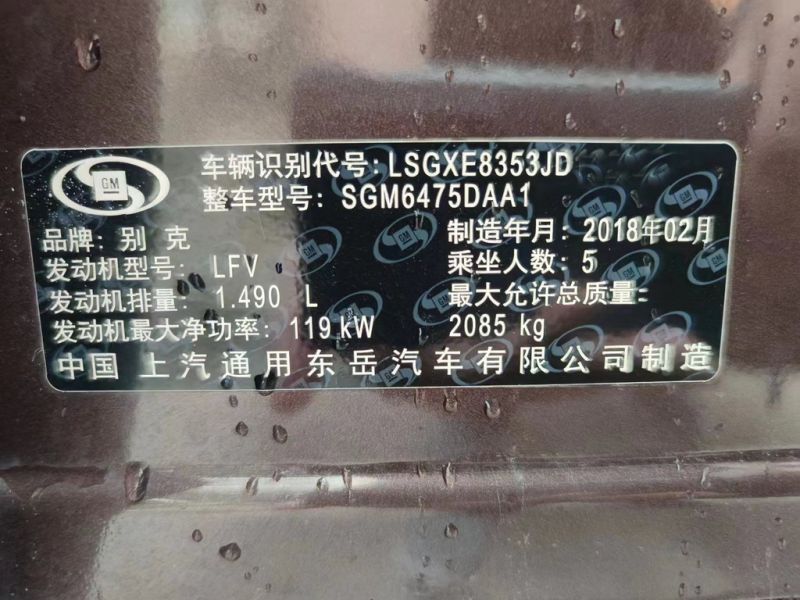 GM
车辆识别代号: LSGXE8353JD
整车型号: SGM6475DAA1
品牌: 别 克
制造年月: 2018年02月
发动机型号: LFV
乘坐人数: 5
发动机排量: 1.490 L
最大允许总质量:
发动机最大净功率: 119 kW
2085 kg
中国 上汽通用东岳汽车有限公司制造